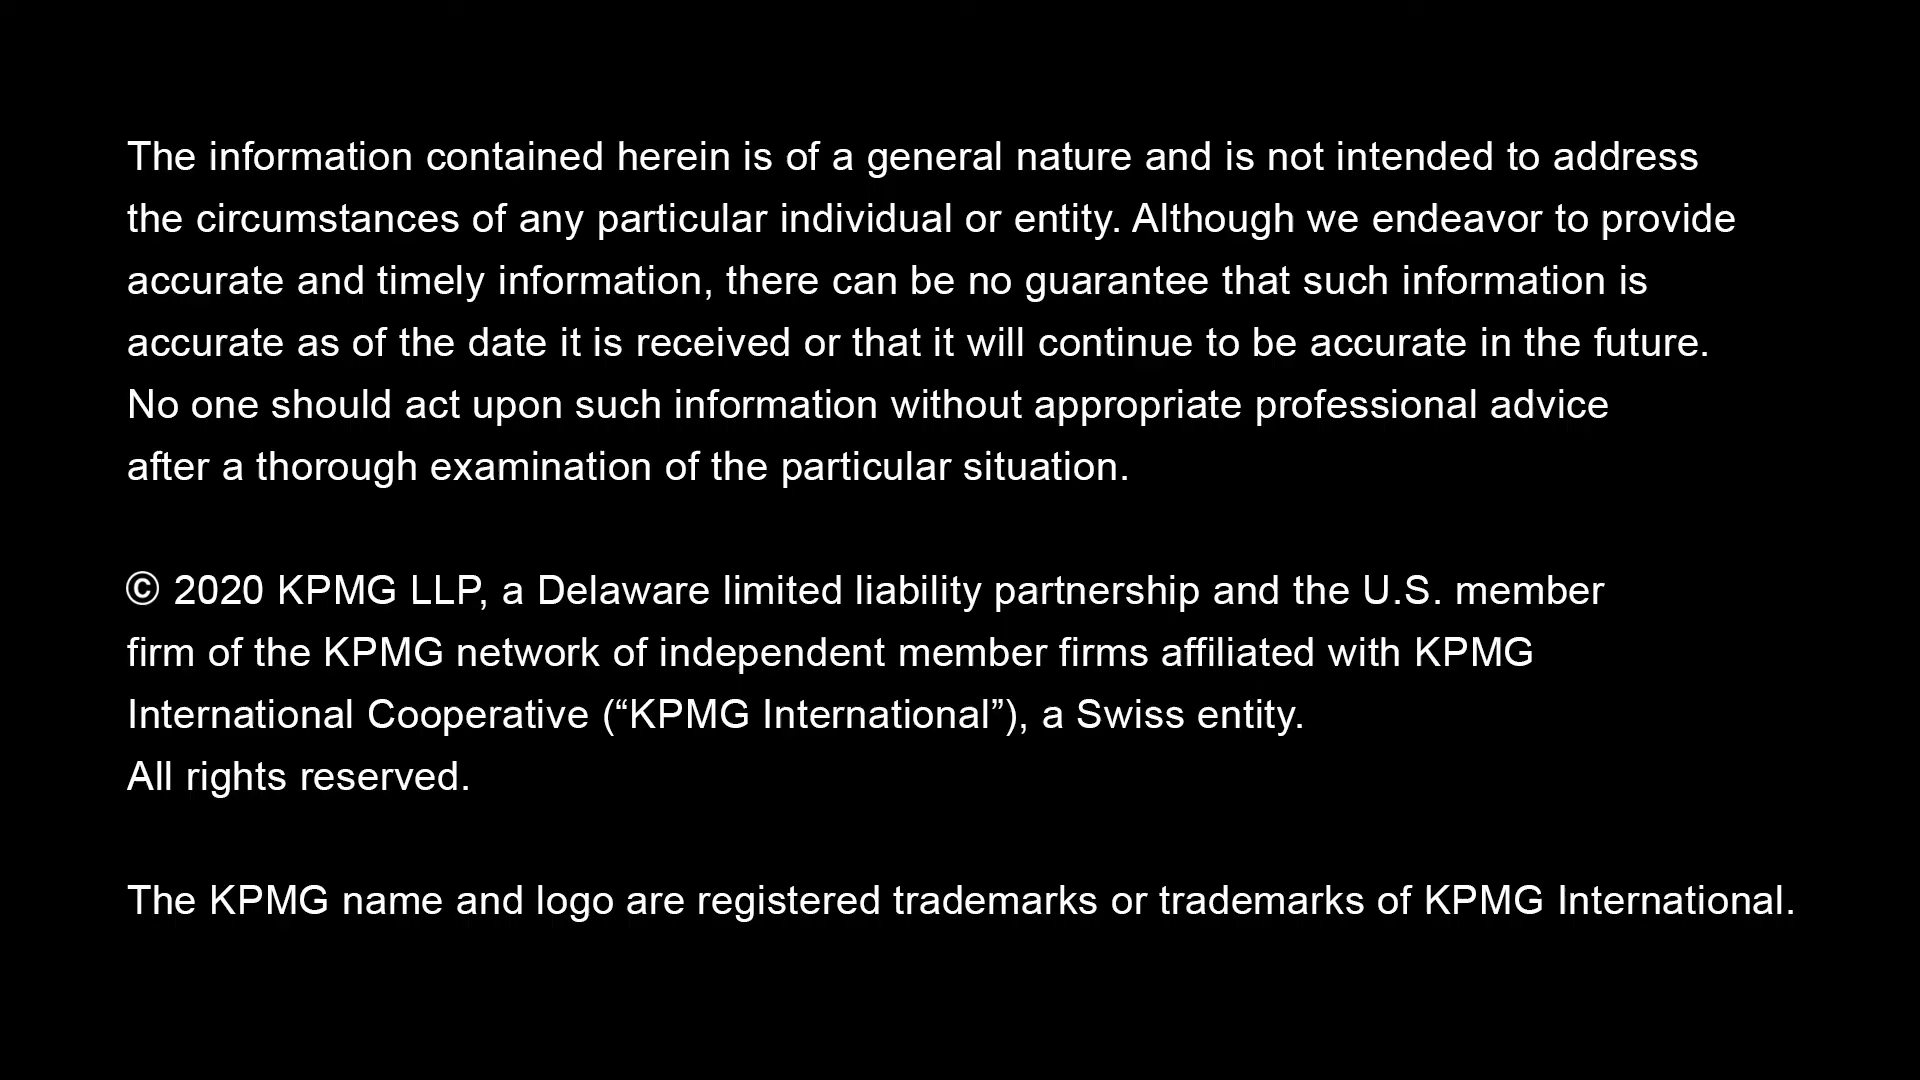 The information contained herein is of a general nature and is not intended to address
the circumstances of any particular individual or entity. Although we endeavor to provide
accurate and timely information, there can be no guarantee that such information is
accurate as of the date it is received or that it will continue to be accurate in the future.
No one should act upon such information without appropriate professional advice
after a thorough examination of the particular situation.
© 2020 KPMG LLP, a Delaware limited liability partnership and the U.S. member
firm of the KPMG network of independent member firms affiliated with KPMG
International Cooperative (“KPMG International”), a Swiss entity.
All rights reserved.
The KPMG name and logo are registered trademarks or trademarks of KPMG International.